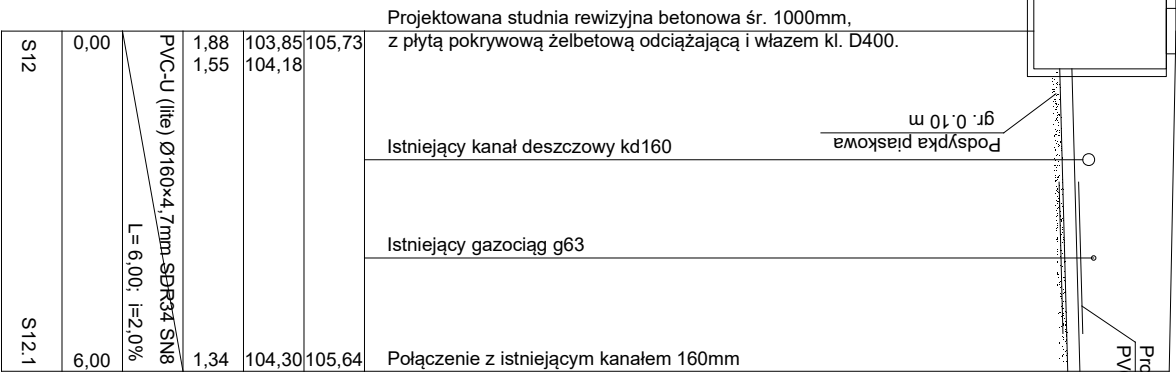 Projektowana studnia rewizyjna betonowa śr. 1000mm,
z płytą pokrywową żelbetową odciążającą i włazem kl. D400.
S12
0,00
PVC-U (lite) Ø160×4,7mm SDR34 SN8
L= 6,00; i=2,0%
1,88
103,85
105,73
1,55
104,18
Podsypka piaskowa
gr. 0.10 m
Istniejący kanał deszczowy kd160
Istniejący gazociąg g63
S12.1
6,00
1,34
104,30
105,64
Połączenie z istniejącym kanałem 160mm
Pro
PV